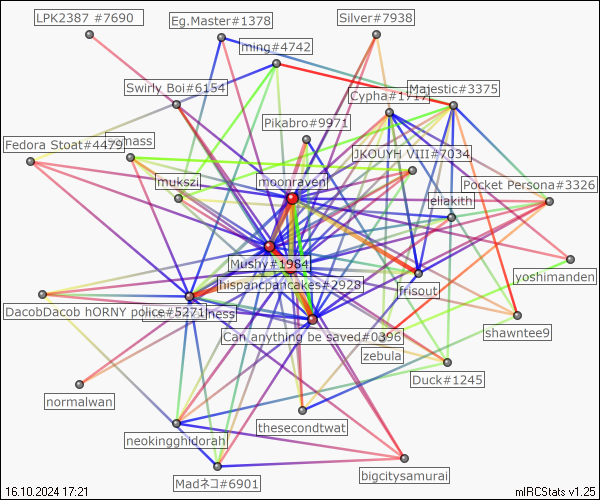 LPK2387 #7690
Eg.Master#1378
Silver#7938
ming#4742
Swirly Boi#6154
Majestic#3375
Cypha#1717
Pikabro#9971
Fedora Stoat#4479
mass
JKOUYH VIII#7034
mukszi
moonraven
Pocket Persona#3326
eliakith
Mushy#1984
yoshimanden
hispancpancakes#2928
frisout
DacobDacob hORNY police#5271
ness
shawntee9
Can anything be saved#0396
zebula
Duck#1245
normalwan
thesecondtwat
neokingghidorah
Madネコ#6901
bigcitysamurai
16.10.2024 17:21
mIRCStats v1.25